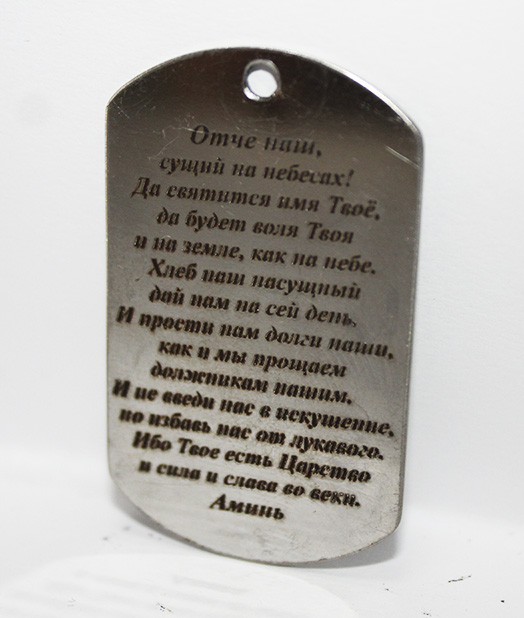 Отче наш,
сущий на небесах!
Да святится имя Твоё,
да будет воля Твоя
и на земле, как на небе.
Хлеб наш насущный
дай нам на сей день,
И прости нам долги наши,
как и мы прощаем
должникам нашим.
И не введи нас в искушение,
но избавь нас от лукавого.
Ибо Твое есть Царство
и сила и слава во веки.
Аминь